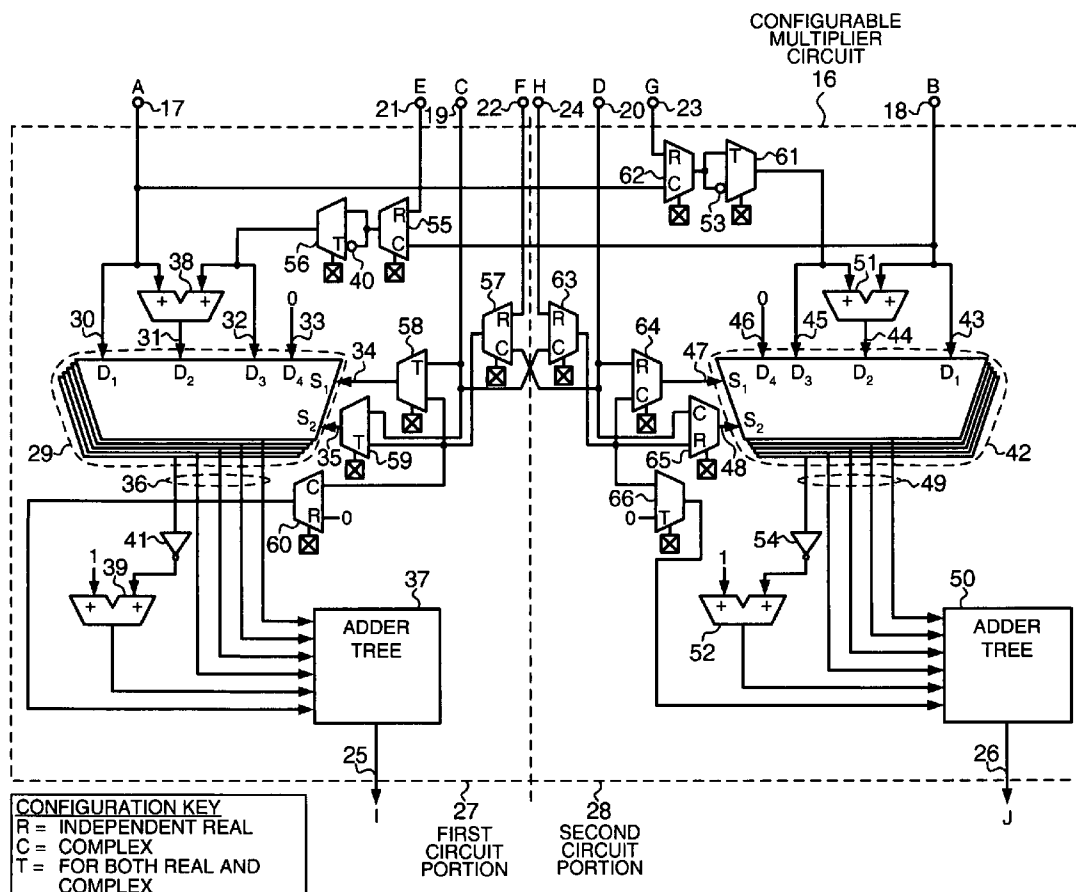 CONFIGURABLE
MULTIPLIER
CIRCUIT
16
A E C F H D G B
17 21 19 22 24 20 23 18
R C 62 T 61 53
56 T 40 R C 55
38 + + 51 + +
57 R C 63 R C
58 T 64 R C
30 31 32 0 33 34
0 46 45 44 43 47
D1 D2 D3 D4 S1 S2
D4 D3 D2 D1 S1 S2
29 35 T 59 C R 65 48 42
36 C R 60 0
66 0 T 49
41 54
1 39 + +
1 52 + +
37
ADDER
TREE
50
ADDER
TREE
25 26
I J
27
FIRST
CIRCUIT
PORTION
28
SECOND
CIRCUIT
PORTION
CONFIGURATION KEY
R = INDEPENDENT REAL
C = COMPLEX
T = FOR BOTH REAL AND
COMPLEX